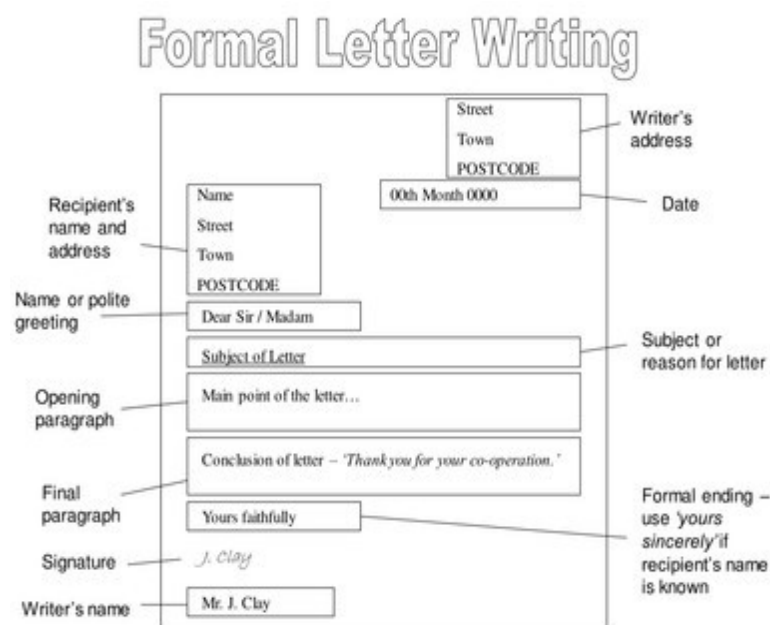 Formal Letter Writing
Street
Town
POSTCODE
Writer's
address
00th Month 0000
Date
Recipient's
name and
address
Name
Street
Town
POSTCODE
Name or polite
greeting
Dear Sir / Madam
Subject of Letter
Subject or
reason for letter
Opening
paragraph
Main point of the letter…
Final
paragraph
Conclusion of letter – ‘Thank you for your co-operation.’
Yours faithfully
Formal ending –
use ‘yours
sincerely’ if
recipient's name
is known
Signature
J. Clay
Writer's name
Mr. J. Clay